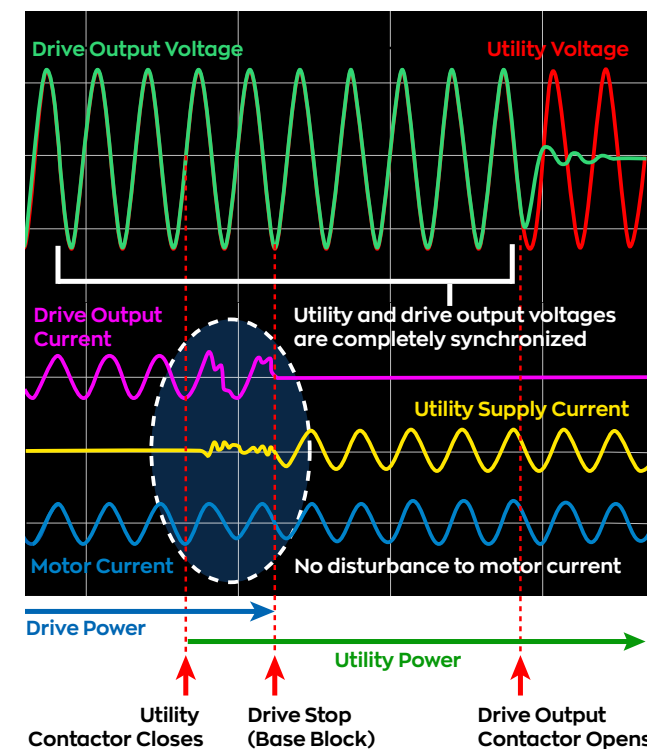 Drive Output Voltage
Utility Voltage
Drive Output
Current
Utility and drive output voltages
are completely synchronized
Utility Supply Current
Motor Current
No disturbance to motor current
Drive Power
Utility Power
Utility
Contactor Closes
Drive Stop
(Base Block)
Drive Output
Contactor Opens